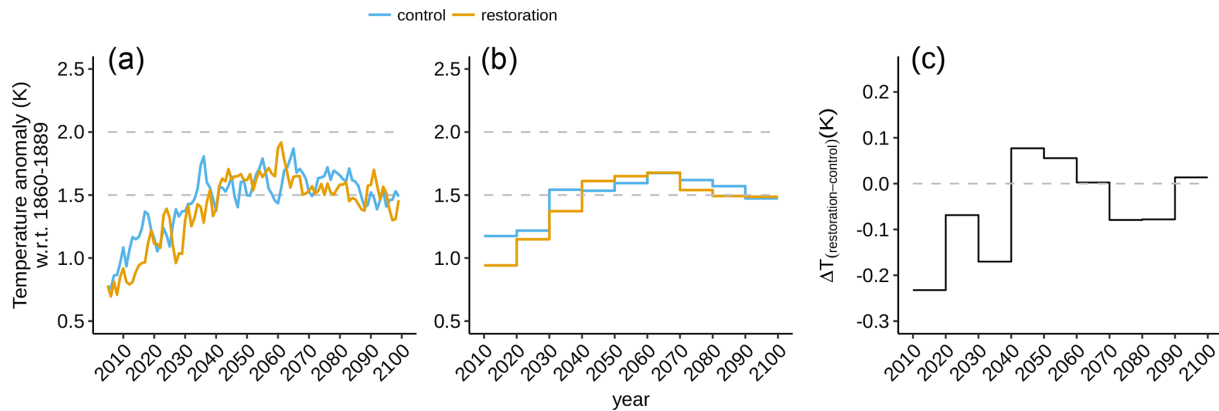 control restoration
(a)
(b)
(c)
Temperature anomaly (K)
w.r.t. 1860-1889
2.5
2.0
1.5
1.0
0.5
2010 2020 2030 2040 2050 2060 2070 2080 2090 2100
2.5
2.0
1.5
1.0
0.5
2010 2020 2030 2040 2050 2060 2070 2080 2090 2100
year
ΔT(restoration−control)(K)
0.2
0.1
0.0
-0.1
-0.2
-0.3
2010 2020 2030 2040 2050 2060 2070 2080 2090 2100